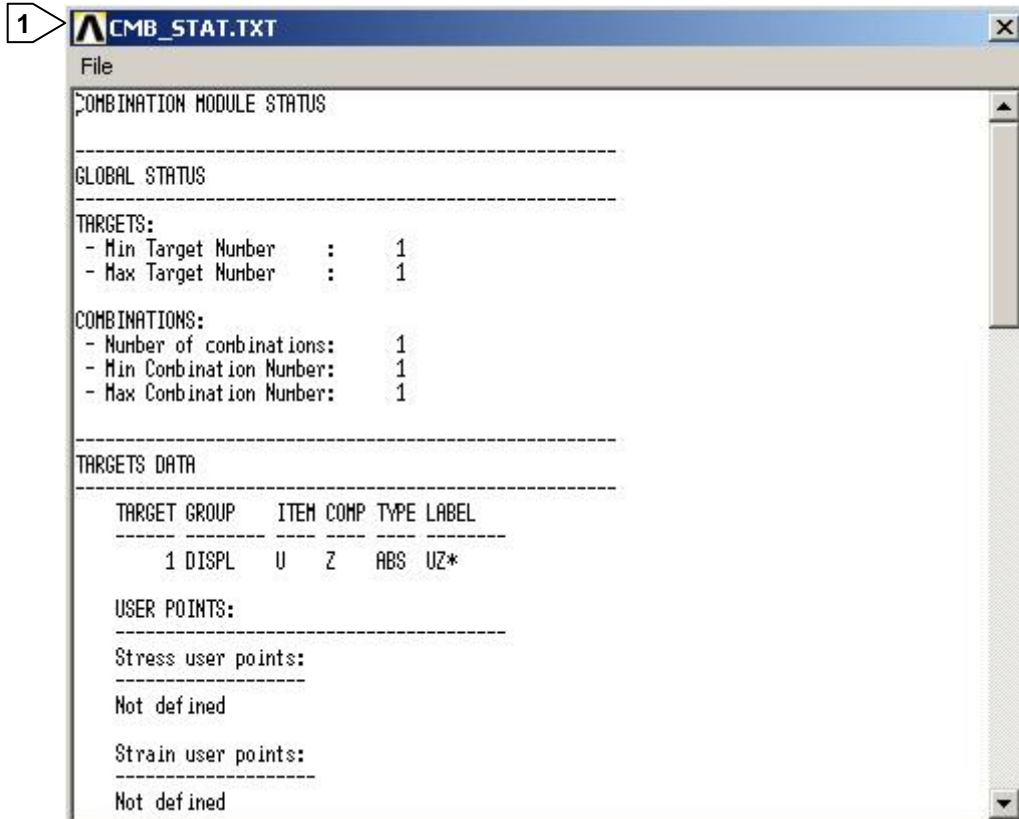 1
CMB_STAT.TXT
File
COMBINATION MODULE STATUS
------------------------------------------------------
GLOBAL STATUS
------------------------------------------------------
TARGETS:
- Min Target Number : 1
- Max Target Number : 1
COMBINATIONS:
- Number of combinations: 1
- Min Combination Number: 1
- Max Combination Number: 1
------------------------------------------------------
TARGETS DATA
------------------------------------------------------
TARGET GROUP ITEM COMP TYPE LABEL
------ -------- ---- ---- ---- --------
1 DISPL U Z ABS UZ*
USER POINTS:
---------------------------------------
Stress user points:
-------------------
Not defined
Strain user points:
--------------------
Not defined